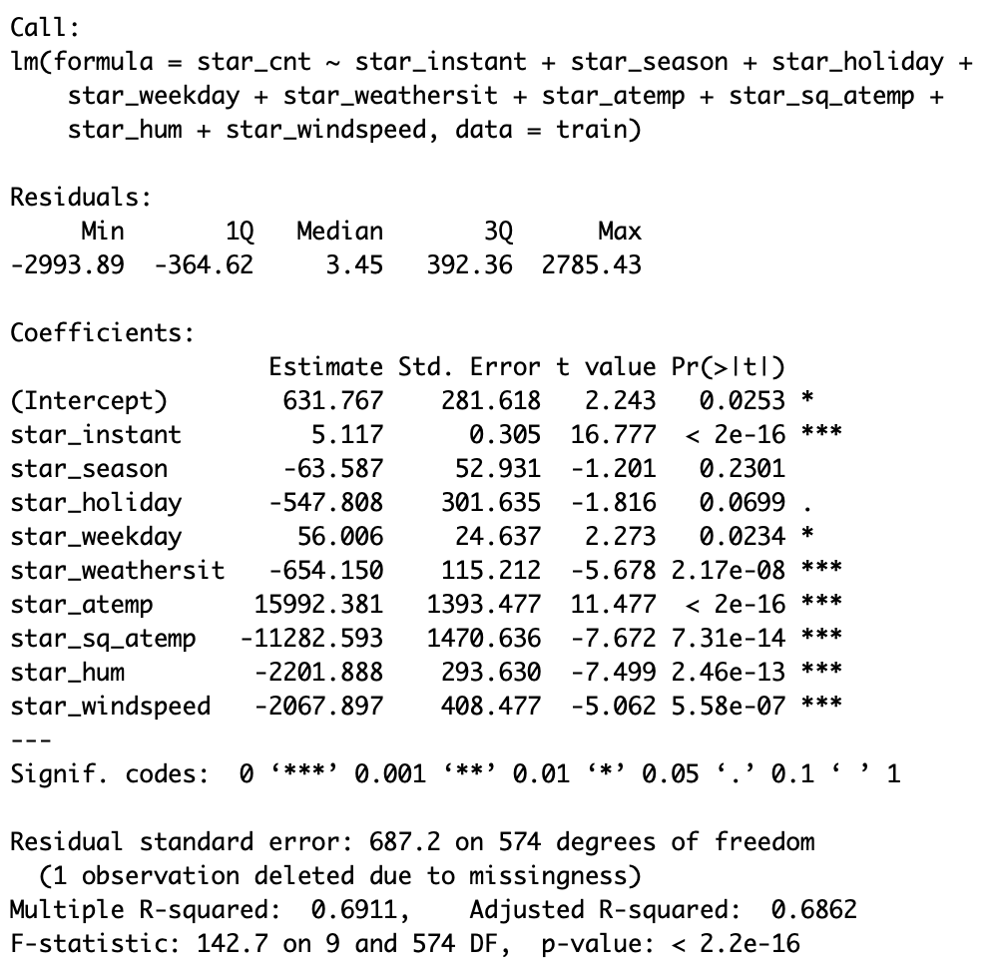 Call:
lm(formula = star_cnt ~ star_instant + star_season + star_holiday +
    star_weekday + star_weathersit + star_atemp + star_sq_atemp +
    star_hum + star_windspeed, data = train)

Residuals:
     Min       1Q   Median       3Q      Max
-2993.89  -364.62     3.45   392.36  2785.43

Coefficients:
                  Estimate Std. Error t value Pr(>|t|)
(Intercept)        631.767    281.618   2.243   0.0253 *
star_instant         5.117      0.305  16.777  < 2e-16 ***
star_season        -63.587     52.931  -1.201   0.2301
star_holiday      -547.808    301.635  -1.816   0.0699 .
star_weekday        56.006     24.637   2.273   0.0234 *
star_weathersit   -654.150    115.212  -5.678 2.17e-08 ***
star_atemp       15992.381   1393.477  11.477  < 2e-16 ***
star_sq_atemp   -11282.593   1470.636  -7.672 7.31e-14 ***
star_hum         -2201.888    293.630  -7.499 2.46e-13 ***
star_windspeed   -2067.897    408.477  -5.062 5.58e-07 ***
---
Signif. codes:  0 ‘***’ 0.001 ‘**’ 0.01 ‘*’ 0.05 ‘.’ 0.1 ‘ ’ 1

Residual standard error: 687.2 on 574 degrees of freedom
  (1 observation deleted due to missingness)
Multiple R-squared:  0.6911,    Adjusted R-squared:  0.6862
F-statistic: 142.7 on 9 and 574 DF,  p-value: < 2.2e-16